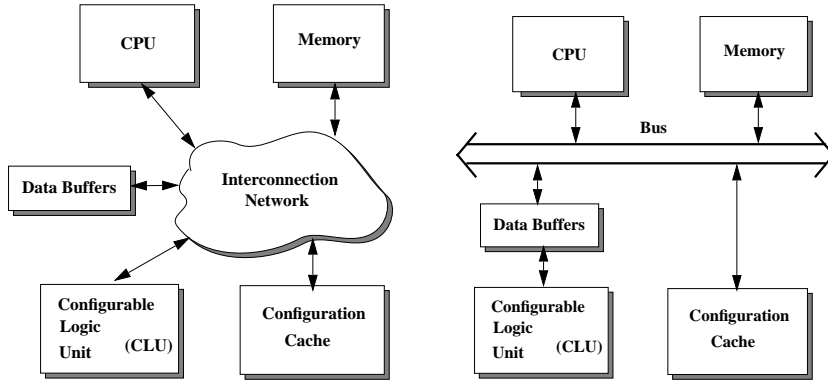 CPU
Memory
Data Buffers
Interconnection
Network
Configurable
Logic
Unit (CLU)
Configuration
Cache
CPU
Memory
Bus
Data Buffers
Configurable
Logic
Unit (CLU)
Configuration
Cache